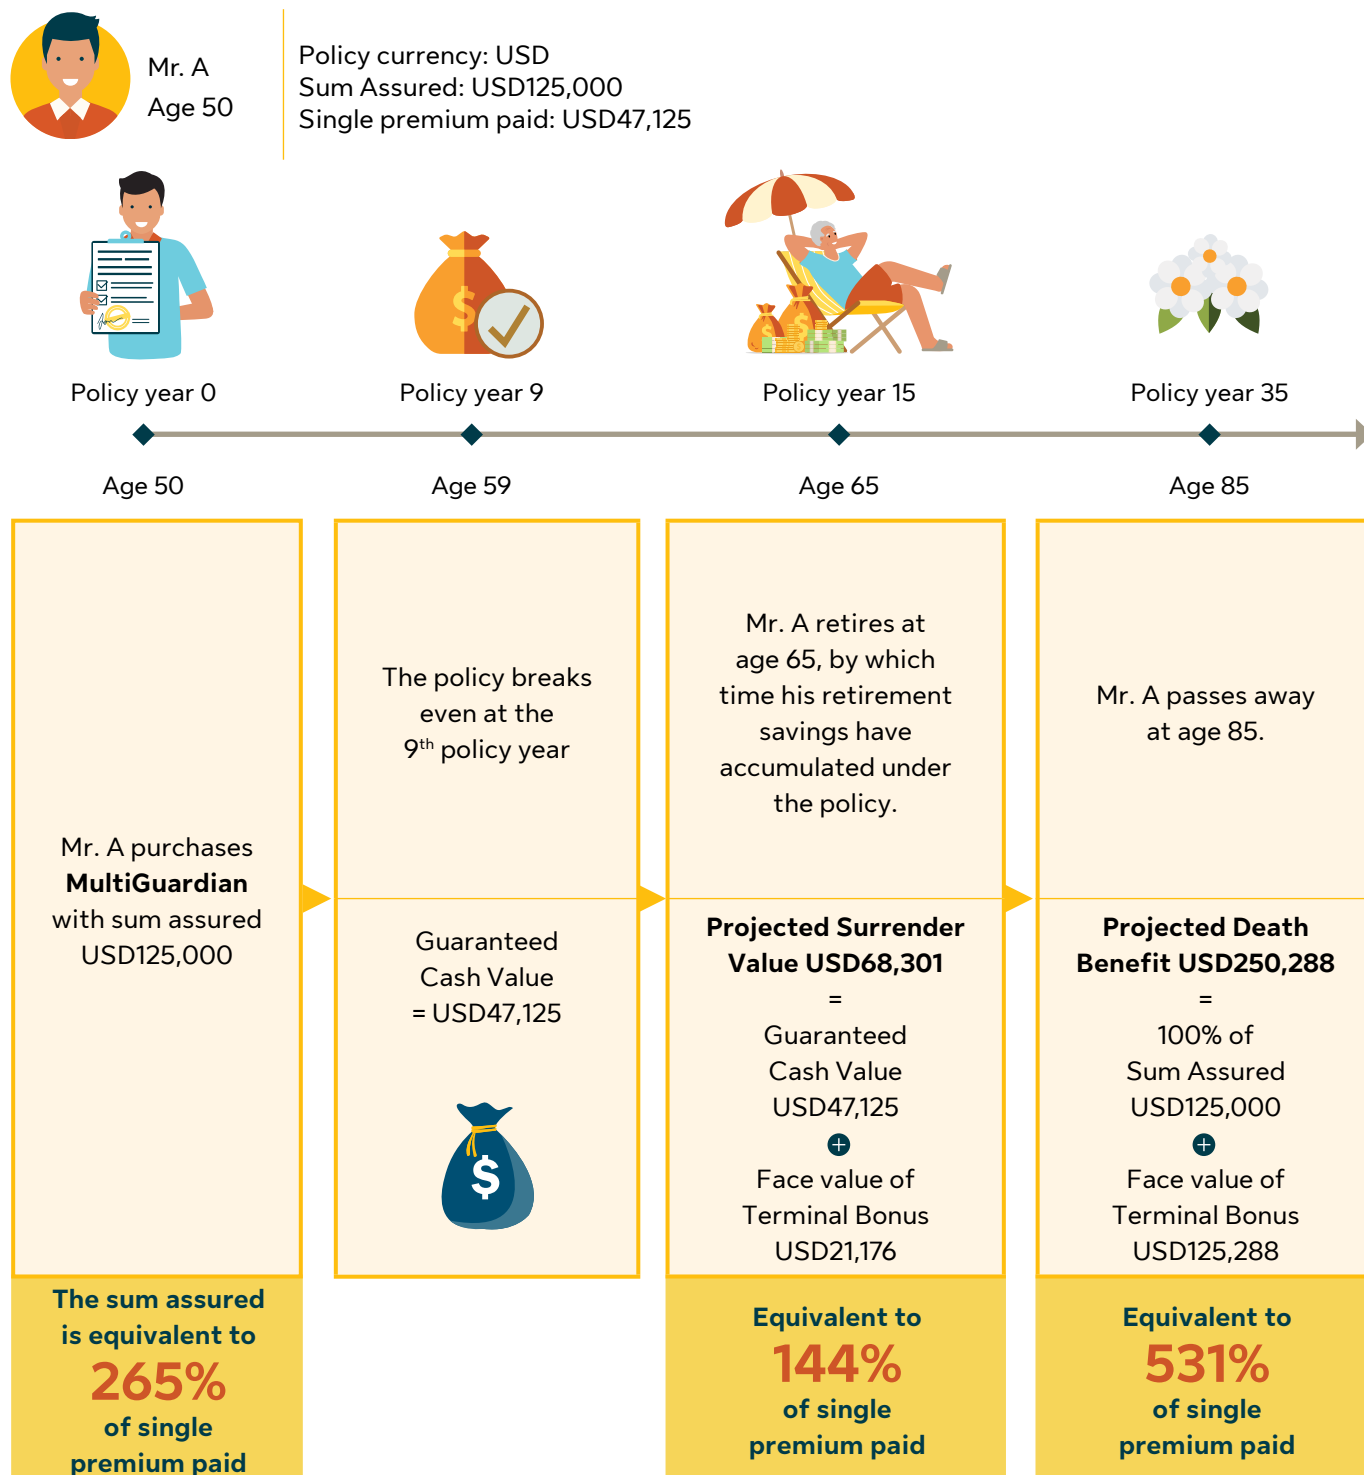 Mr. A
Age 50
Policy currency: USD
Sum Assured: USD125,000
Single premium paid: USD47,125
Policy year 0
Policy year 9
Policy year 15
Policy year 35
Age 50
Age 59
Age 65
Age 85
Mr. A purchases
MultiGuardian
with sum assured
USD125,000
The sum assured
is equivalent to
265%
of single
premium paid
The policy breaks
even at the
9th policy year
Guaranteed
Cash Value
= USD47,125
$
Mr. A retires at
age 65, by which
time his retirement
savings have
accumulated under
the policy.
Projected Surrender
Value USD68,301
=
Guaranteed
Cash Value
USD47,125
+
Face value of
Terminal Bonus
USD21,176
Equivalent to
144%
of single
premium paid
Mr. A passes away
at age 85.
Projected Death
Benefit USD250,288
=
100% of
Sum Assured
USD125,000
+
Face value of
Terminal Bonus
USD125,288
Equivalent to
531%
of single
premium paid